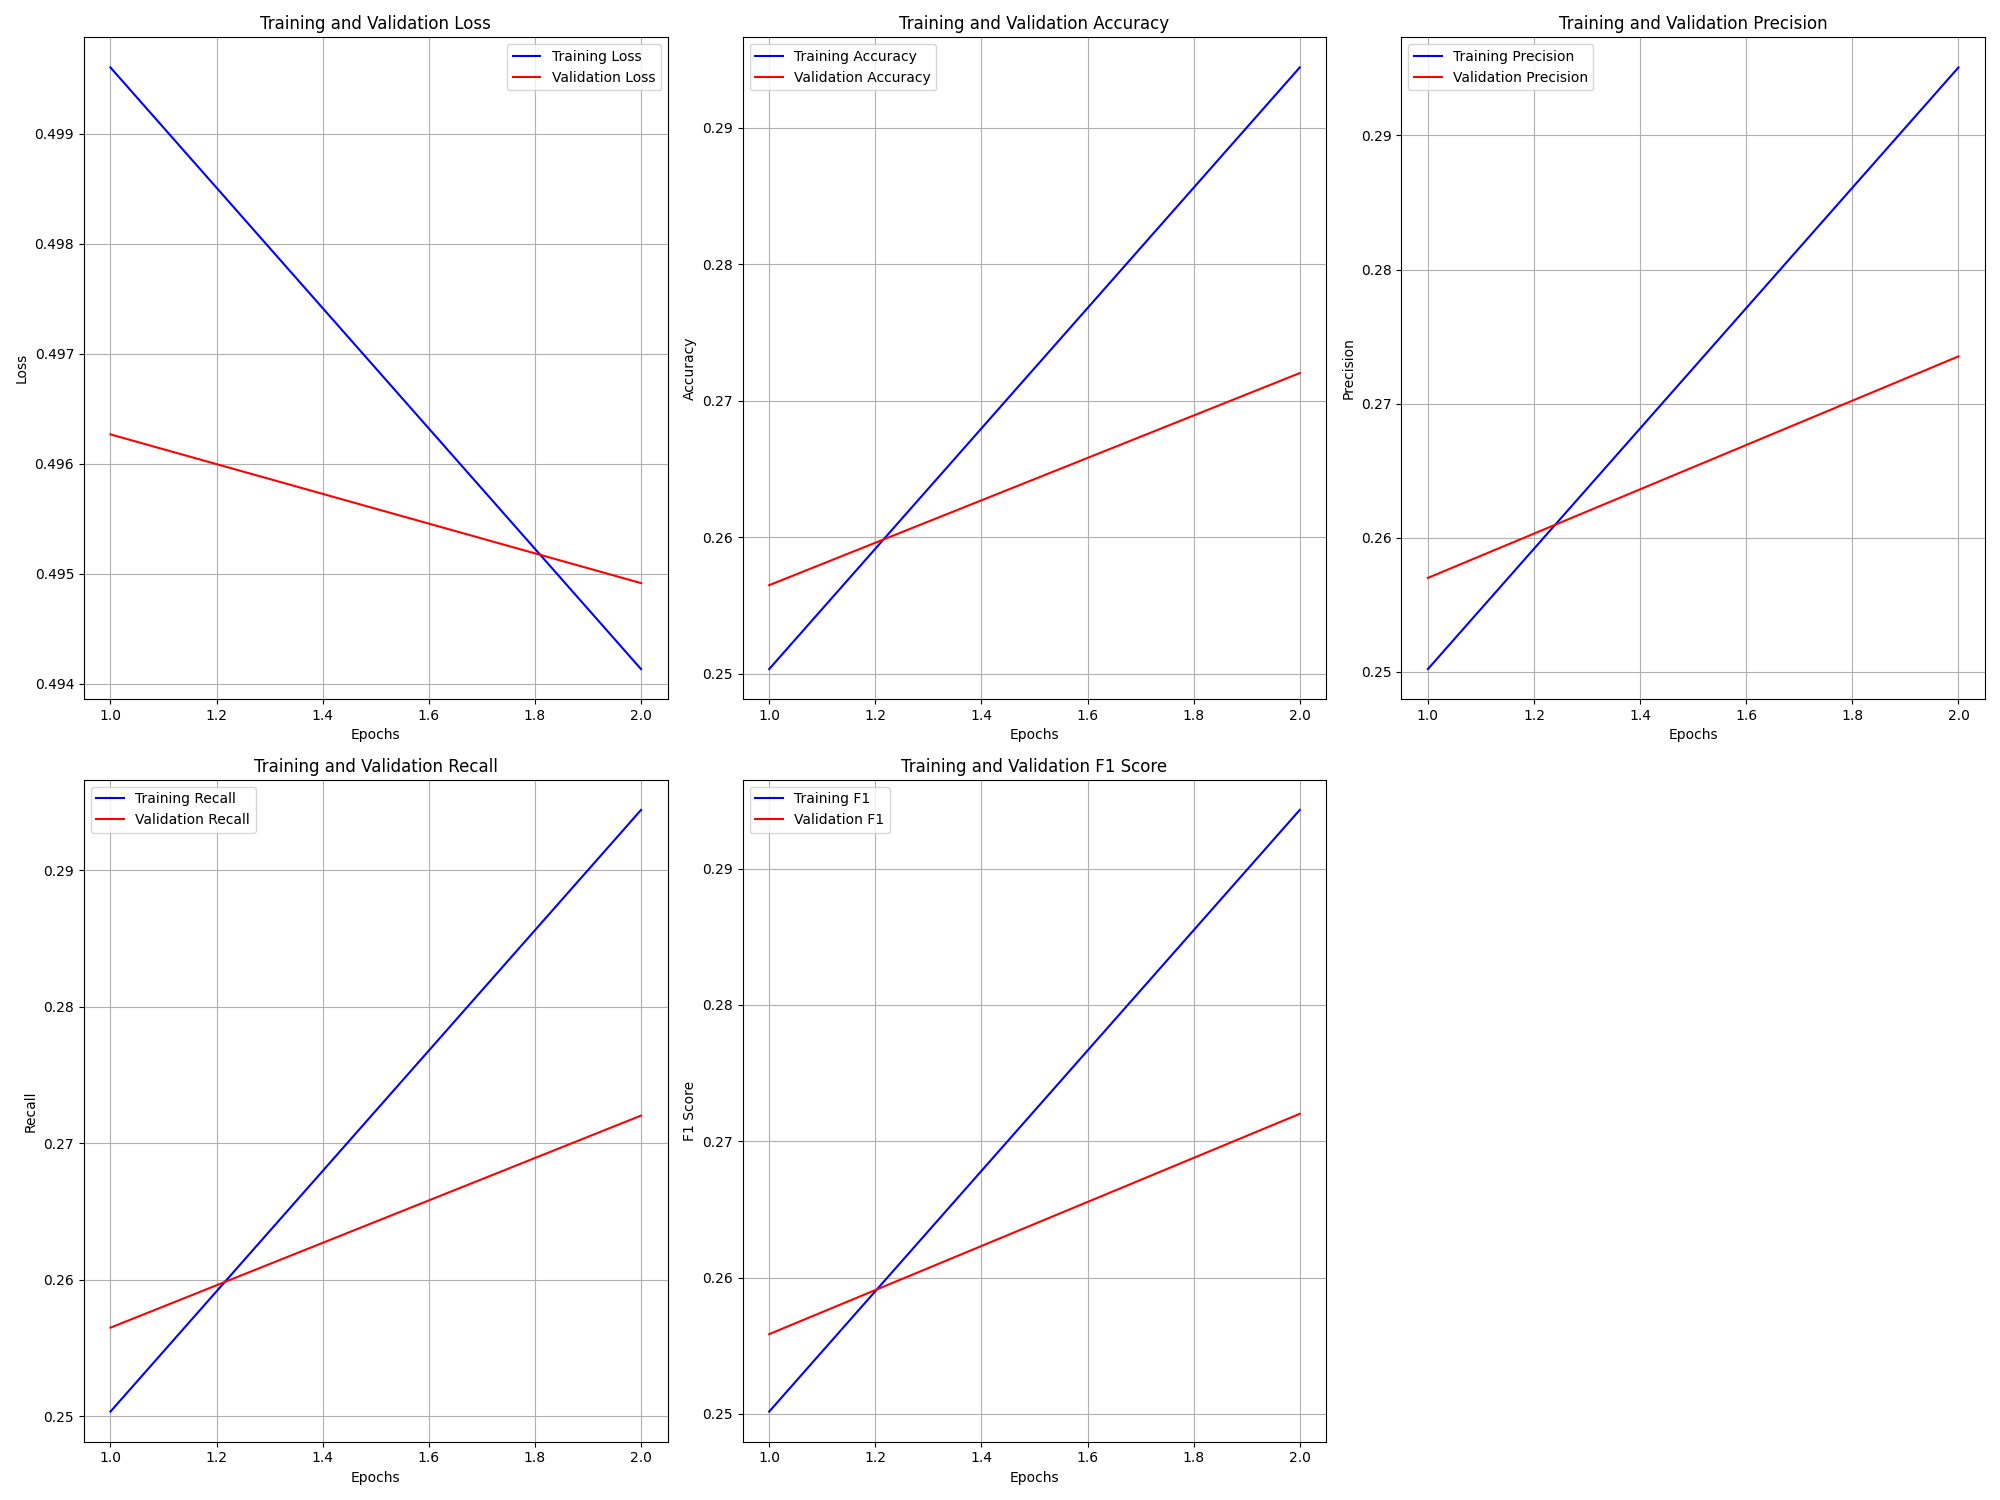 Training and Validation Loss
Training Loss
Validation Loss
0.499
0.498
0.497
0.496
0.495
0.494
Loss
1.0 1.2 1.4 1.6 1.8 2.0
Epochs
Training and Validation Accuracy
Training Accuracy
Validation Accuracy
0.29
0.28
0.27
0.26
0.25
Accuracy
1.0 1.2 1.4 1.6 1.8 2.0
Epochs
Training and Validation Precision
Training Precision
Validation Precision
0.29
0.28
0.27
0.26
0.25
Precision
1.0 1.2 1.4 1.6 1.8 2.0
Epochs
Training and Validation Recall
Training Recall
Validation Recall
0.29
0.28
0.27
0.26
0.25
Recall
1.0 1.2 1.4 1.6 1.8 2.0
Epochs
Training and Validation F1 Score
Training F1
Validation F1
0.29
0.28
0.27
0.26
0.25
F1 Score
1.0 1.2 1.4 1.6 1.8 2.0
Epochs